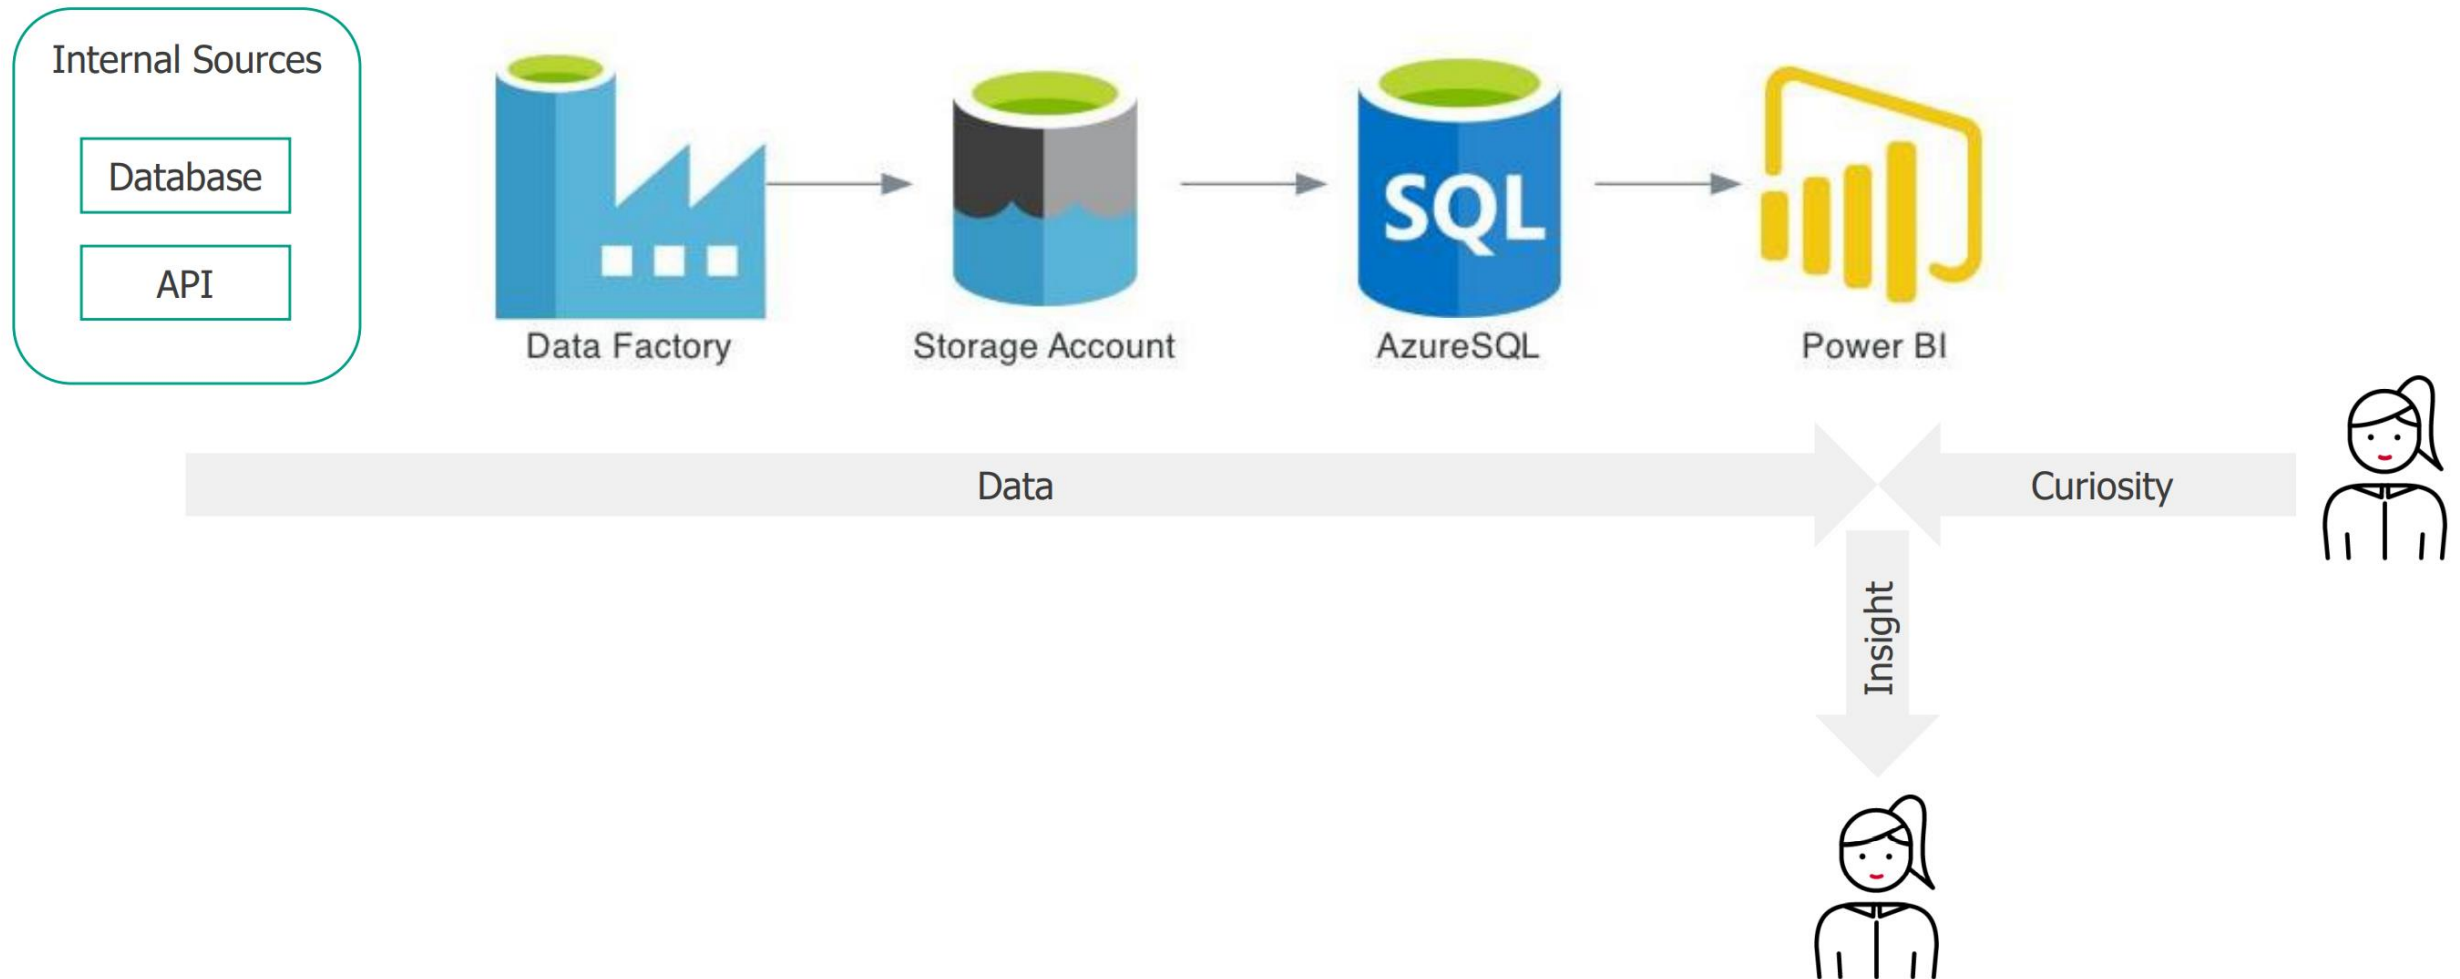 Internal Sources
Database
API
SQL
Data Factory
Storage Account
AzureSQL
Power BI
Data
Curiosity
Insight